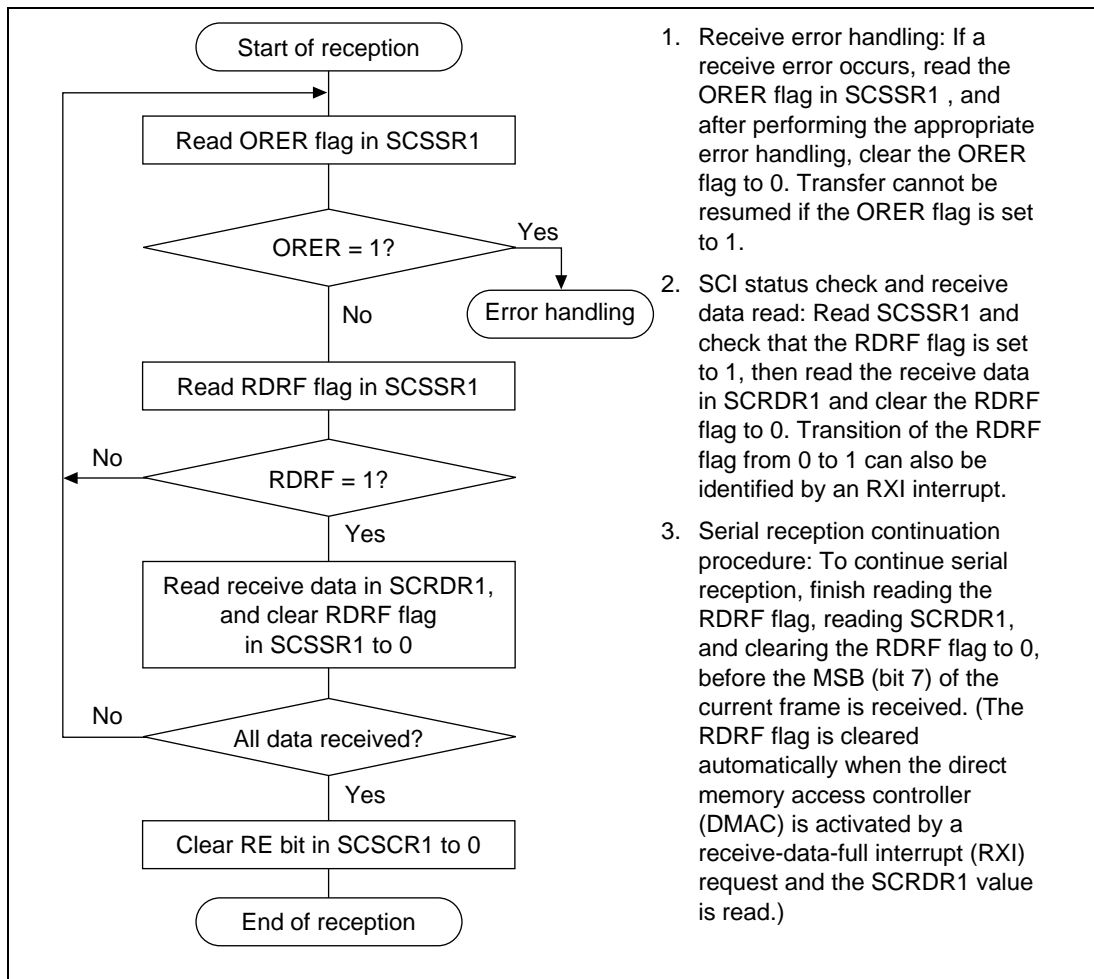 Start of reception
Read ORER flag in SCSSR1
ORER = 1?
Yes
Error handling
No
Read RDRF flag in SCSSR1
No
RDRF = 1?
Yes
Read receive data in SCRDR1,
and clear RDRF flag
in SCSSR1 to 0
No
All data received?
Yes
Clear RE bit in SCSCR1 to 0
End of reception
1. Receive error handling: If a
receive error occurs, read the
ORER flag in SCSSR1 , and
after performing the appropriate
error handling, clear the ORER
flag to 0. Transfer cannot be
resumed if the ORER flag is set
to 1.
2. SCI status check and receive
data read: Read SCSSR1 and
check that the RDRF flag is set
to 1, then read the receive data
in SCRDR1 and clear the RDRF
flag to 0. Transition of the RDRF
flag from 0 to 1 can also be
identified by an RXI interrupt.
3. Serial reception continuation
procedure: To continue serial
reception, finish reading the
RDRF flag, reading SCRDR1,
and clearing the RDRF flag to 0,
before the MSB (bit 7) of the
current frame is received. (The
RDRF flag is cleared
automatically when the direct
memory access controller
(DMAC) is activated by a
receive-data-full interrupt (RXI)
request and the SCRDR1 value
is read.)